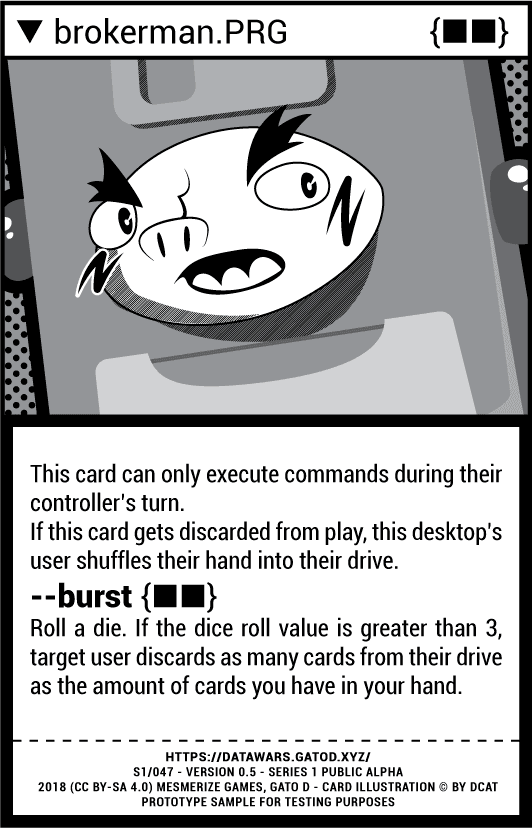 ▼ brokerman.PRG {■■}
This card can only execute commands during their
controller's turn.
If this card gets discarded from play, this desktop's
user shuffles their hand into their drive.
--burst {■■}
Roll a die. If the dice roll value is greater than 3,
target user discards as many cards from their drive
as the amount of cards you have in your hand.
HTTPS://DATAWARS.GATOD.XYZ/
S1/047 - VERSION 0.5 - SERIES 1 PUBLIC ALPHA
2018 (CC BY-SA 4.0) MESMERIZE GAMES, GATO D - CARD ILLUSTRATION © BY DCAT
PROTOTYPE SAMPLE FOR TESTING PURPOSES